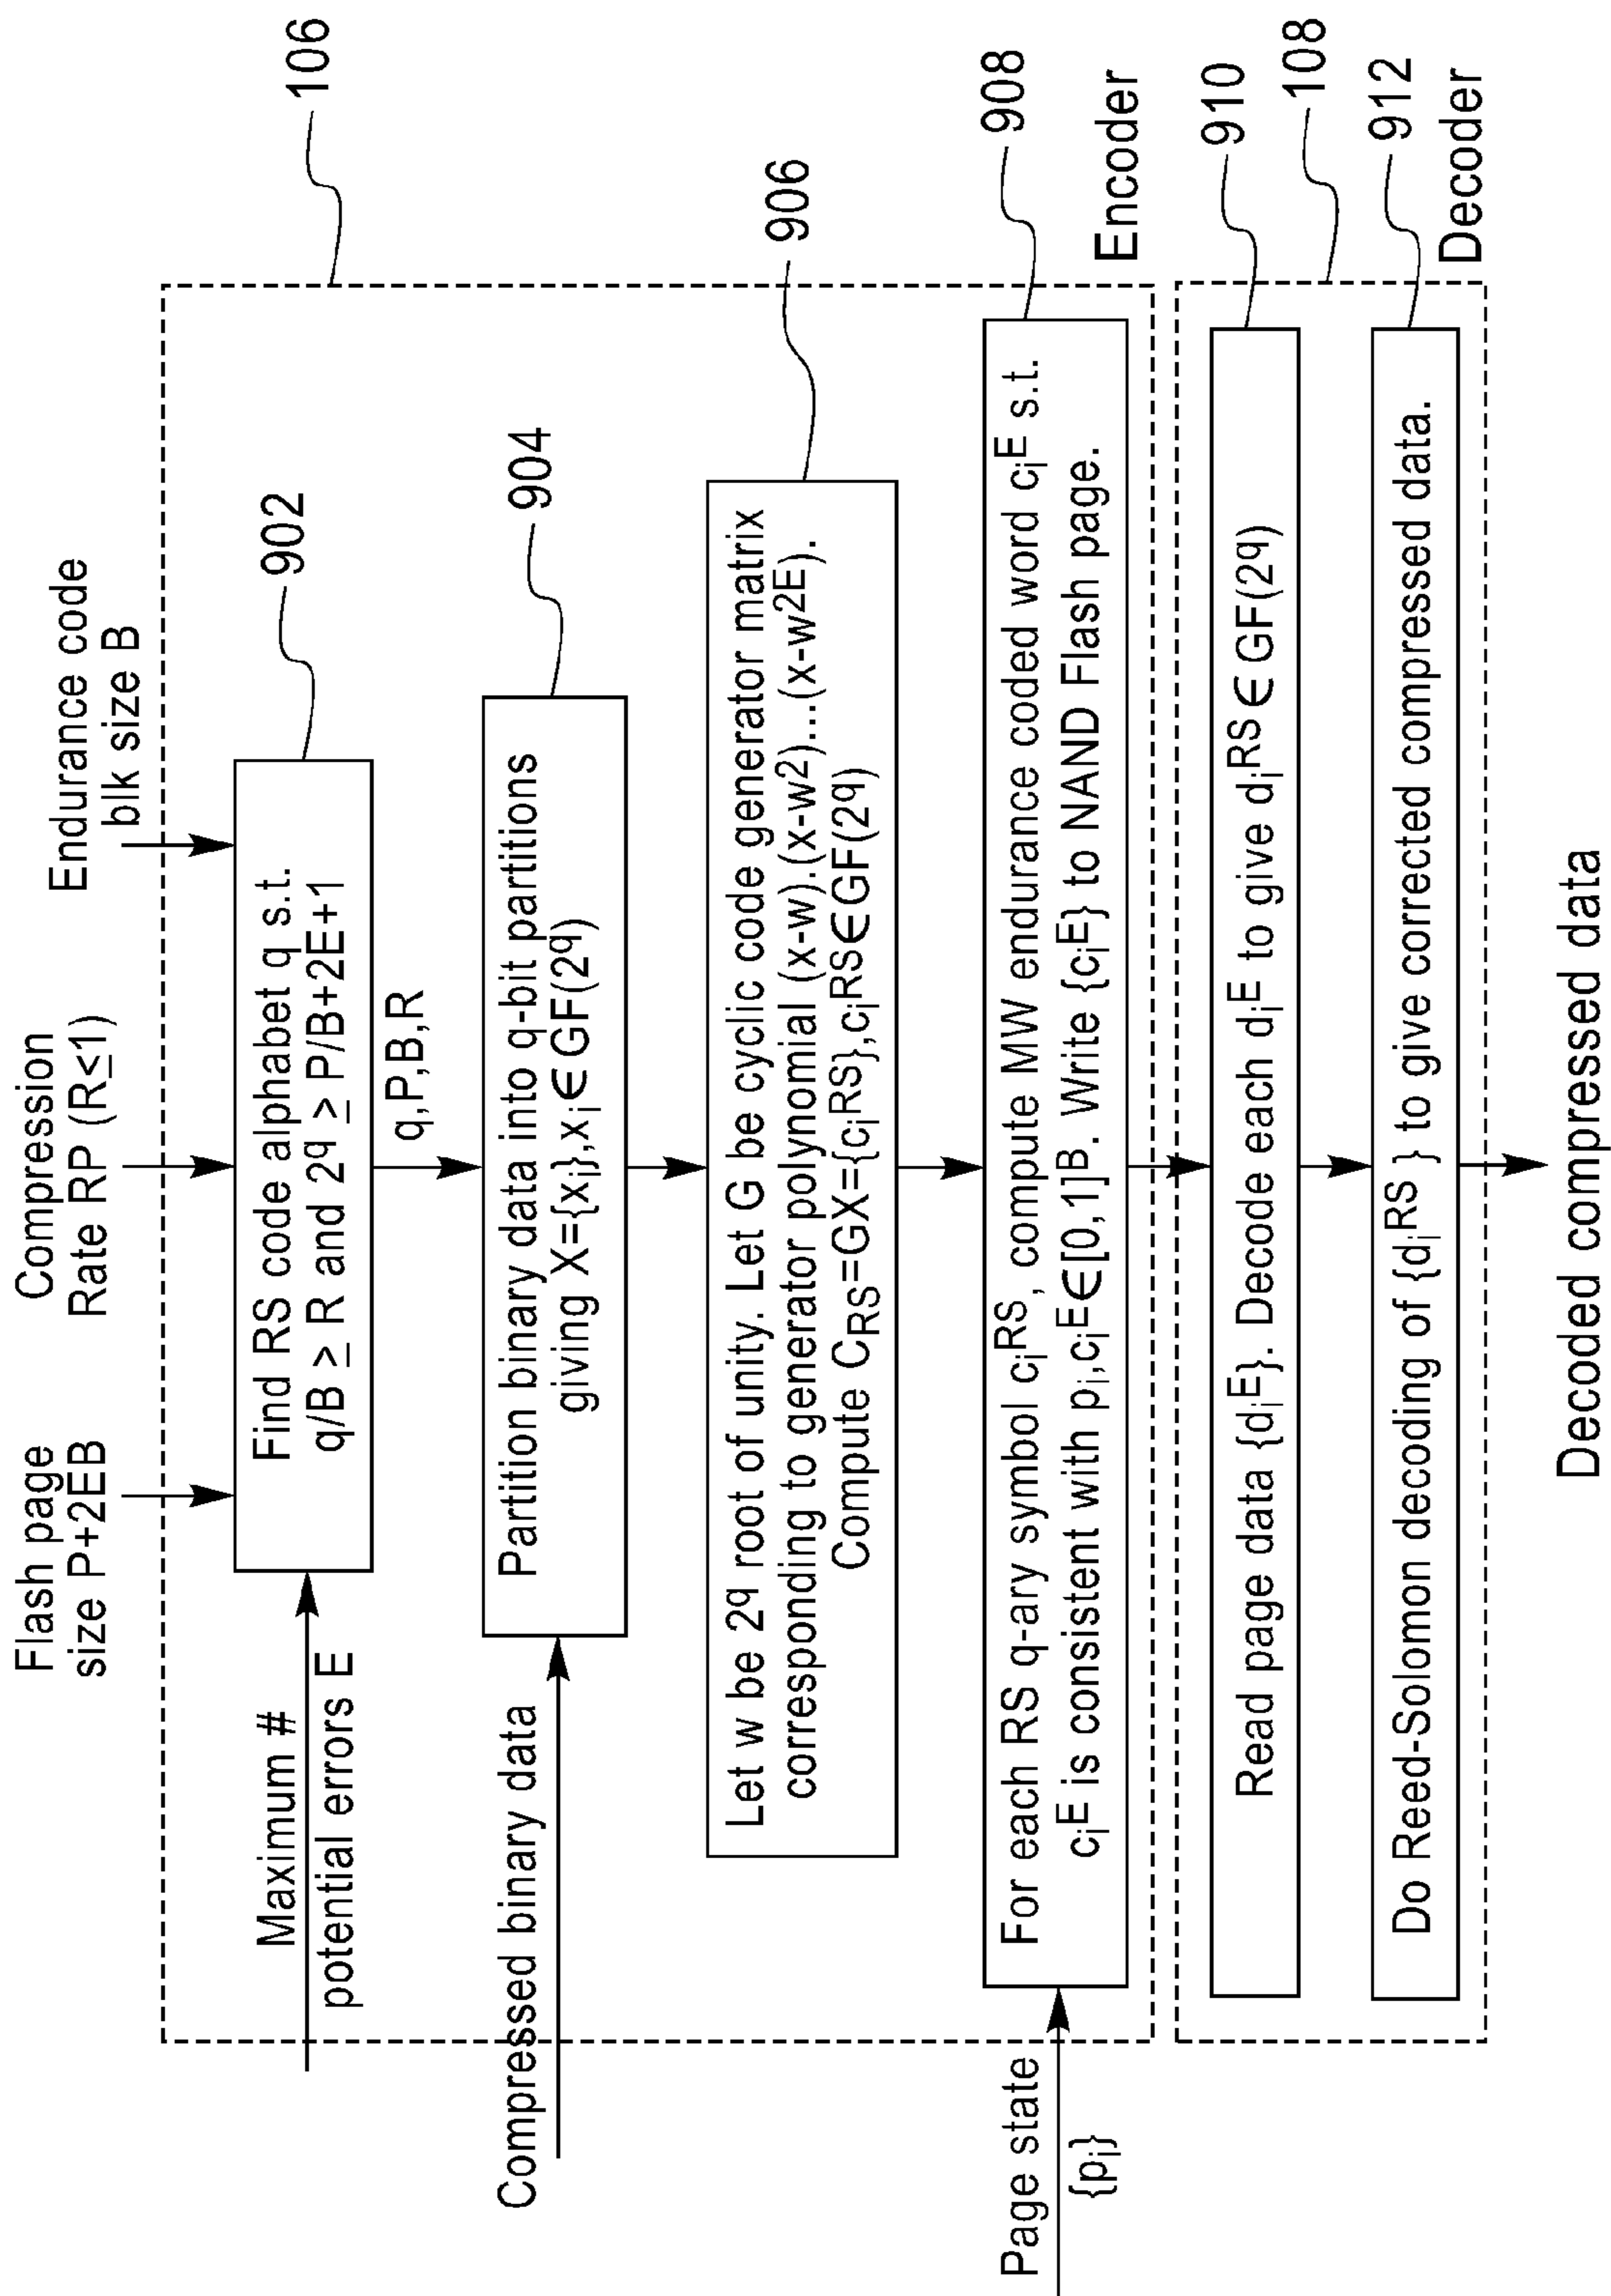 Flash page
size P+2EB
Compression
Rate RP (R≤1)
Endurance code
blk size B
Maximum #
potential errors E
Find RS code alphabet q s.t.
q/B ≥ R and 2^q ≥ P/B+2E+1
902
106
q,P,B,R
Compressed binary data
Partition binary data into q-bit partitions
giving X={x_i},x_i∈GF(2^q)
904
Let w be 2^q root of unity. Let G be cyclic code generator matrix
corresponding to generator polynomial (x-w).(x-w^2)...(x-w^2E).
Compute C_RS=GX={c_i^RS},c_i^RS∈GF(2^q)
906
Page state
{p_i}
For each RS q-ary symbol c_i^RS, compute MW endurance coded word c_i^E s.t.
c_i^E is consistent with p_i,c_i^E∈[0,1]^B. Write {c_i^E} to NAND Flash page.
908
Encoder
Read page data {d_i^E}. Decode each d_i^E to give d_i^RS∈GF(2^q)
910
108
Do Reed-Solomon decoding of {d_i^RS} to give corrected compressed data.
912
Decoder
Decoded compressed data